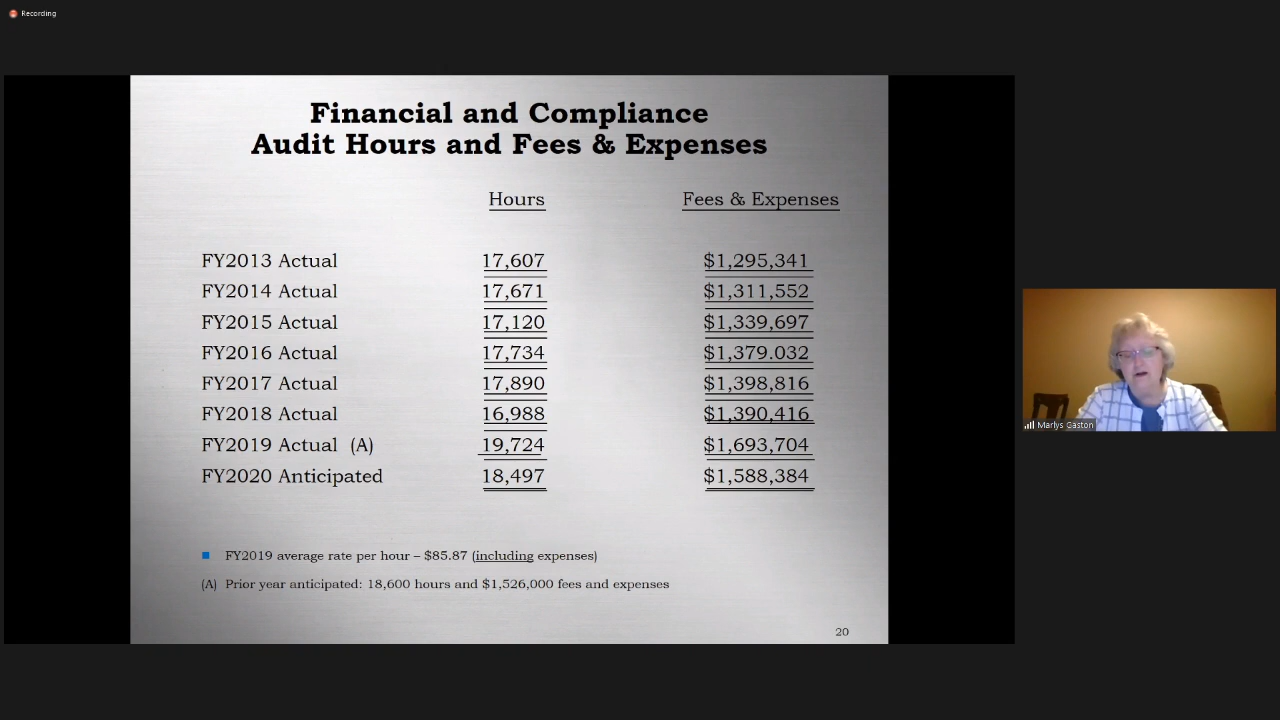 Recording
Financial and Compliance
Audit Hours and Fees & Expenses
Hours Fees & Expenses
FY2013 Actual 17,607 $1,295,341
FY2014 Actual 17,671 $1,311,552
FY2015 Actual 17,120 $1,339,697
FY2016 Actual 17,734 $1,379.032
FY2017 Actual 17,890 $1,398,816
FY2018 Actual 16,988 $1,390,416
FY2019 Actual (A) 19,724 $1,693,704
FY2020 Anticipated 18,497 $1,588,384
FY2019 average rate per hour – $85.87 (including expenses)
(A) Prior year anticipated: 18,600 hours and $1,526,000 fees and expenses
20
Marlys Gaston